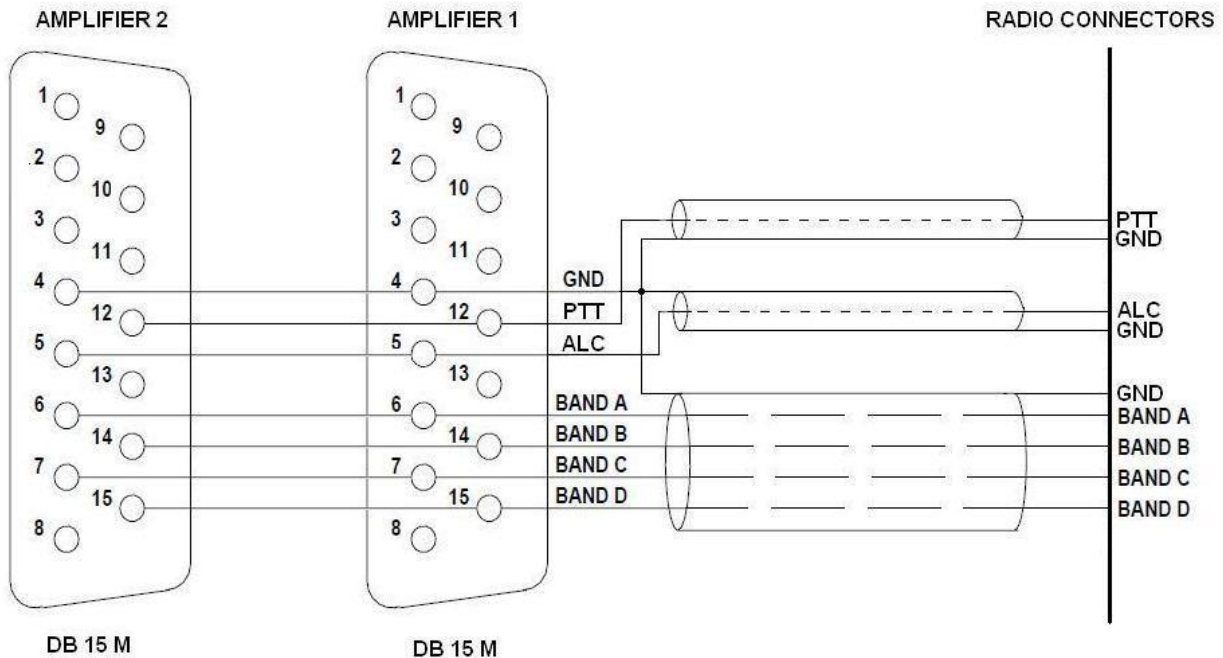 AMPLIFIER 2
AMPLIFIER 1
RADIO CONNECTORS
1
9
2
10
3
11
4
12
5
13
6
14
7
15
8
DB 15 M
1
9
2
10
3
11
4
12
5
13
6
14
7
15
8
DB 15 M
GND
PTT
ALC
BAND A
BAND B
BAND C
BAND D
PTT
GND
ALC
GND
GND
BAND A
BAND B
BAND C
BAND D